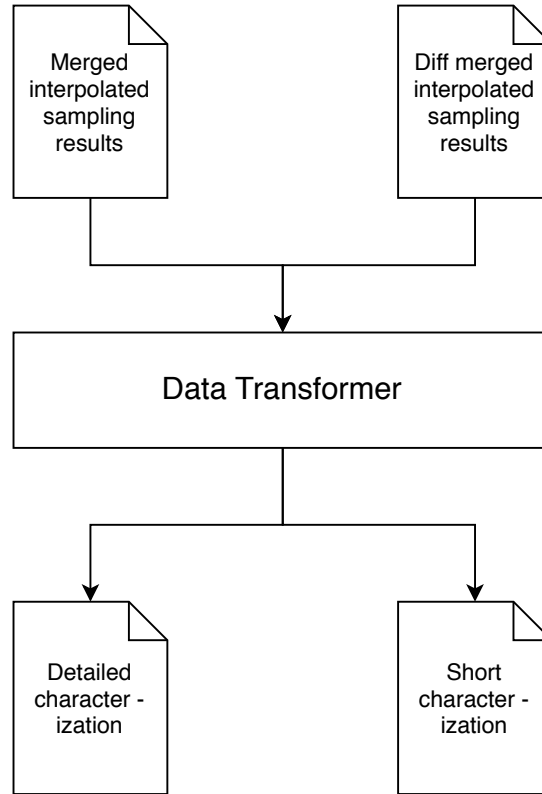 Merged
interpolated
sampling
results
Diff merged
interpolated
sampling
results
Data Transformer
Detailed
character -
ization
Short
character -
ization